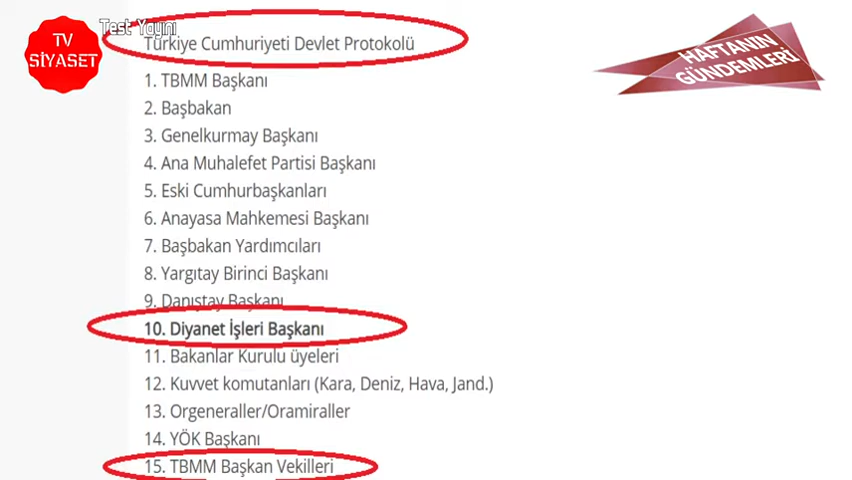 Test Yayını
TV
SİYASET
HAFTANIN
GÜNDEMLERİ
Türkiye Cumhuriyeti Devlet Protokolü
1. TBMM Başkanı
2. Başbakan
3. Genelkurmay Başkanı
4. Ana Muhalefet Partisi Başkanı
5. Eski Cumhurbaşkanları
6. Anayasa Mahkemesi Başkanı
7. Başbakan Yardımcıları
8. Yargıtay Birinci Başkanı
9. Danıştay Başkanı
10. Diyanet İşleri Başkanı
11. Bakanlar Kurulu üyeleri
12. Kuvvet komutanları (Kara, Deniz, Hava, Jand.)
13. Orgeneraller/Oramiraller
14. YÖK Başkanı
15. TBMM Başkan Vekilleri